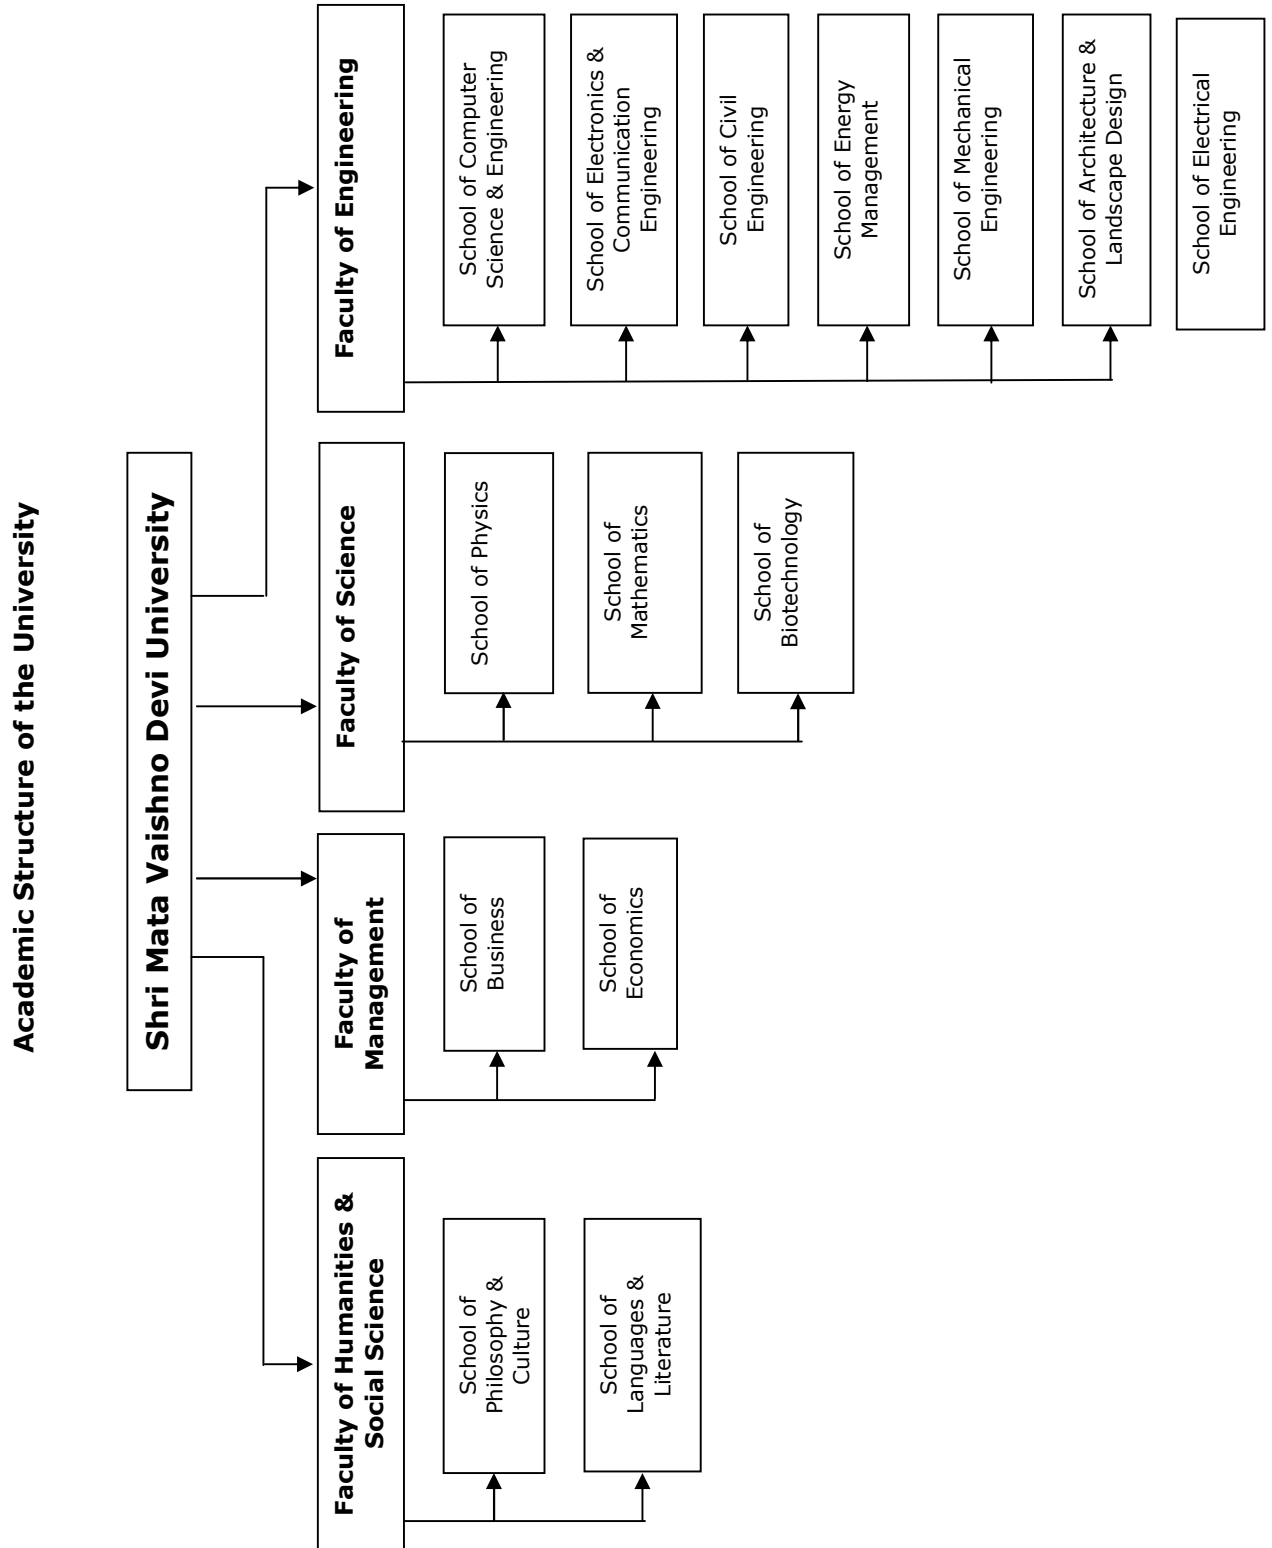 Academic Structure of the University
Shri Mata Vaishno Devi University
Faculty of Humanities &
Social Science
School of
Philosophy &
Culture
School of
Languages &
Literature
Faculty of
Management
School of
Business
School of
Economics
Faculty of Science
School of Physics
School of
Mathematics
School of
Biotechnology
Faculty of Engineering
School of Computer
Science & Engineering
School of Electronics &
Communication
Engineering
School of Civil
Engineering
School of Energy
Management
School of Mechanical
Engineering
School of Architecture &
Landscape Design
School of Electrical
Engineering